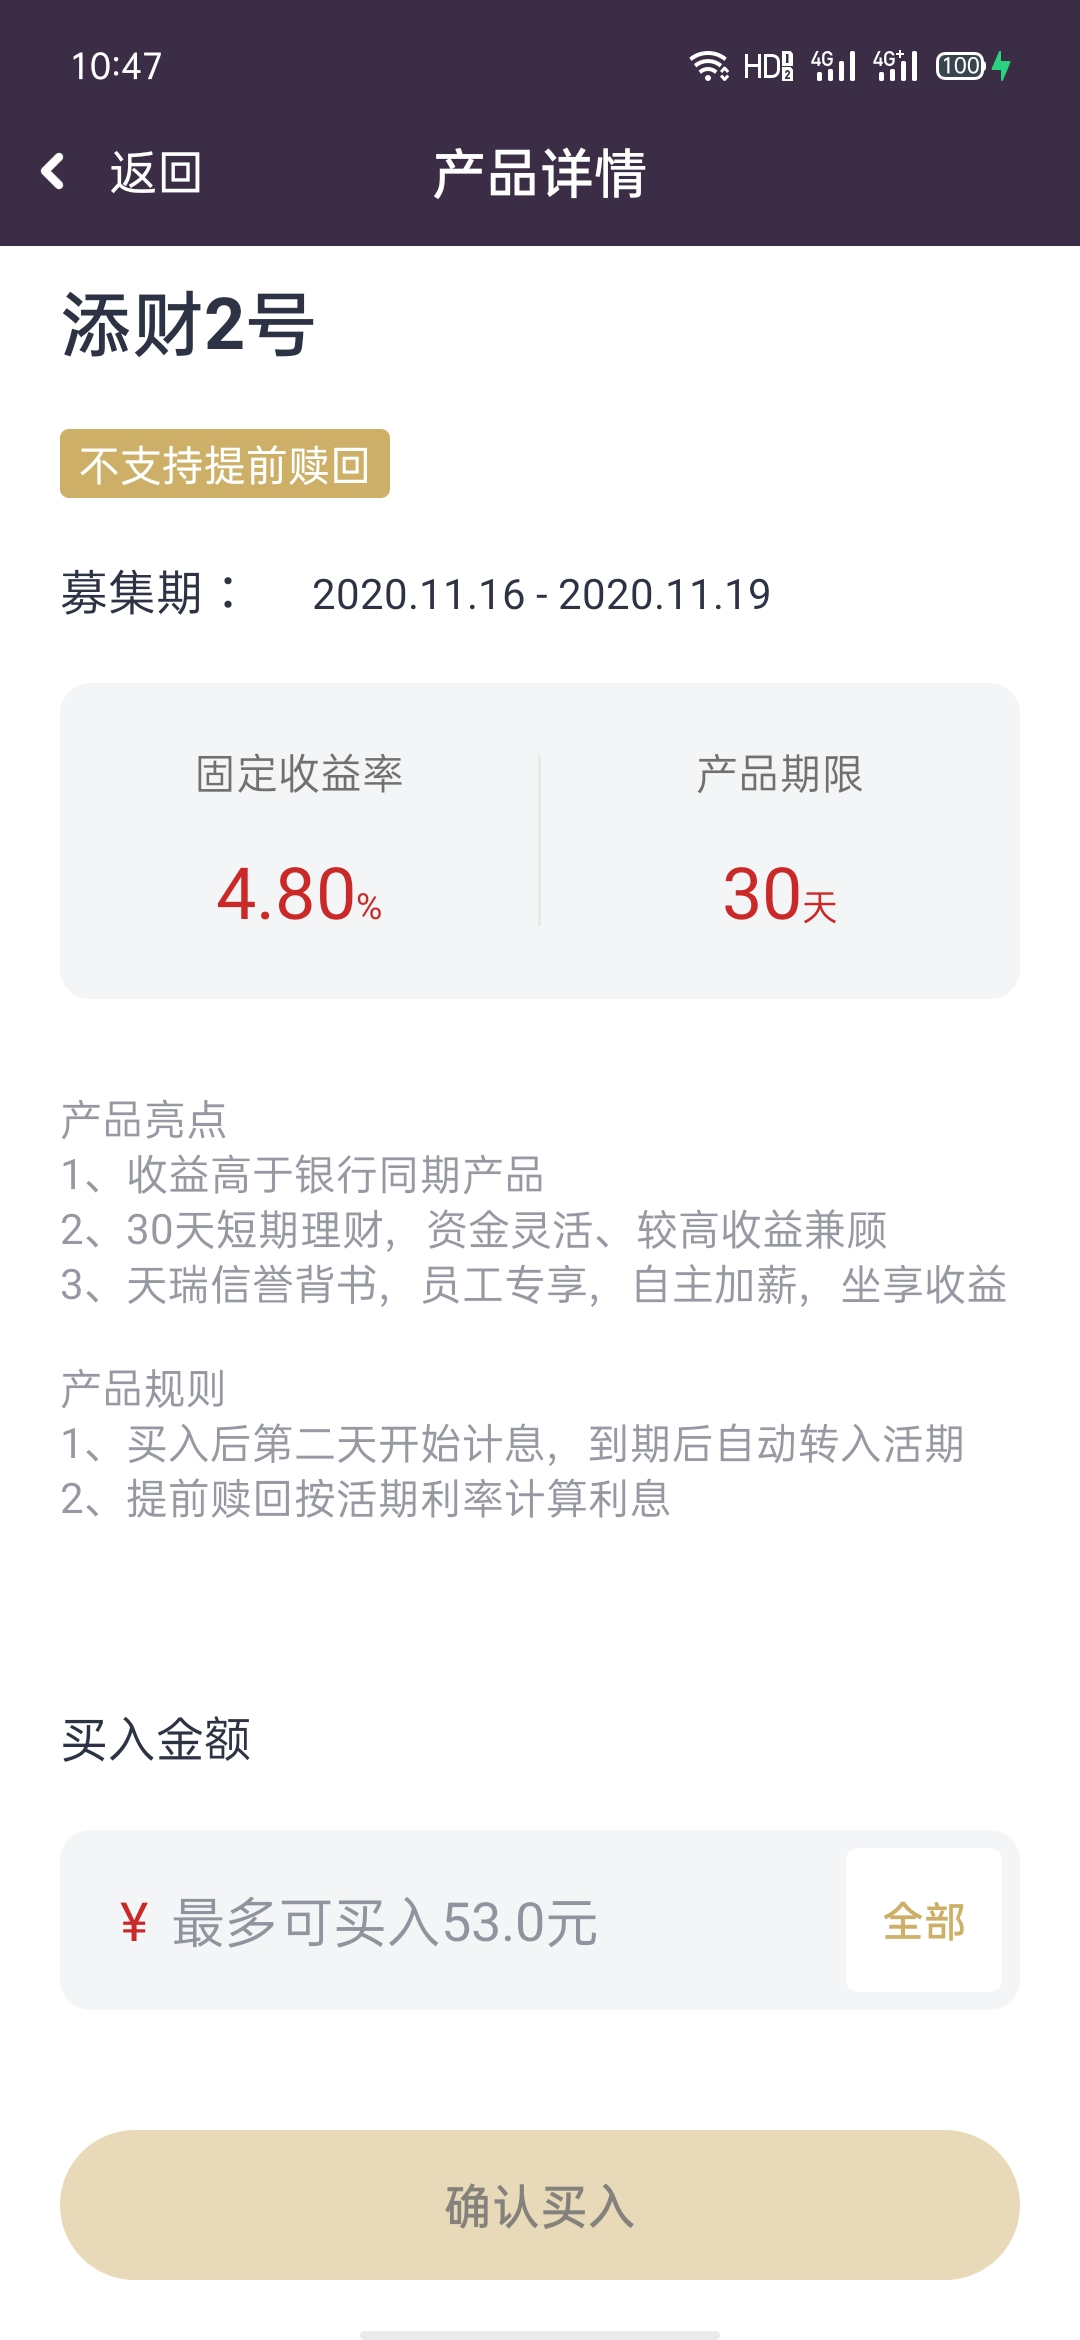 10:47
HD 1 2 4G 4G+ 100
返回
产品详情
添财2号
不支持提前赎回
募集期： 2020.11.16 - 2020.11.19
固定收益率 产品期限
4.80% 30天
产品亮点
1、收益高于银行同期产品
2、30天短期理财，资金灵活、较高收益兼顾
3、天瑞信誉背书，员工专享，自主加薪，坐享收益
产品规则
1、买入后第二天开始计息，到期后自动转入活期
2、提前赎回按活期利率计算利息
买入金额
¥ 最多可买入53.0元 全部
确认买入